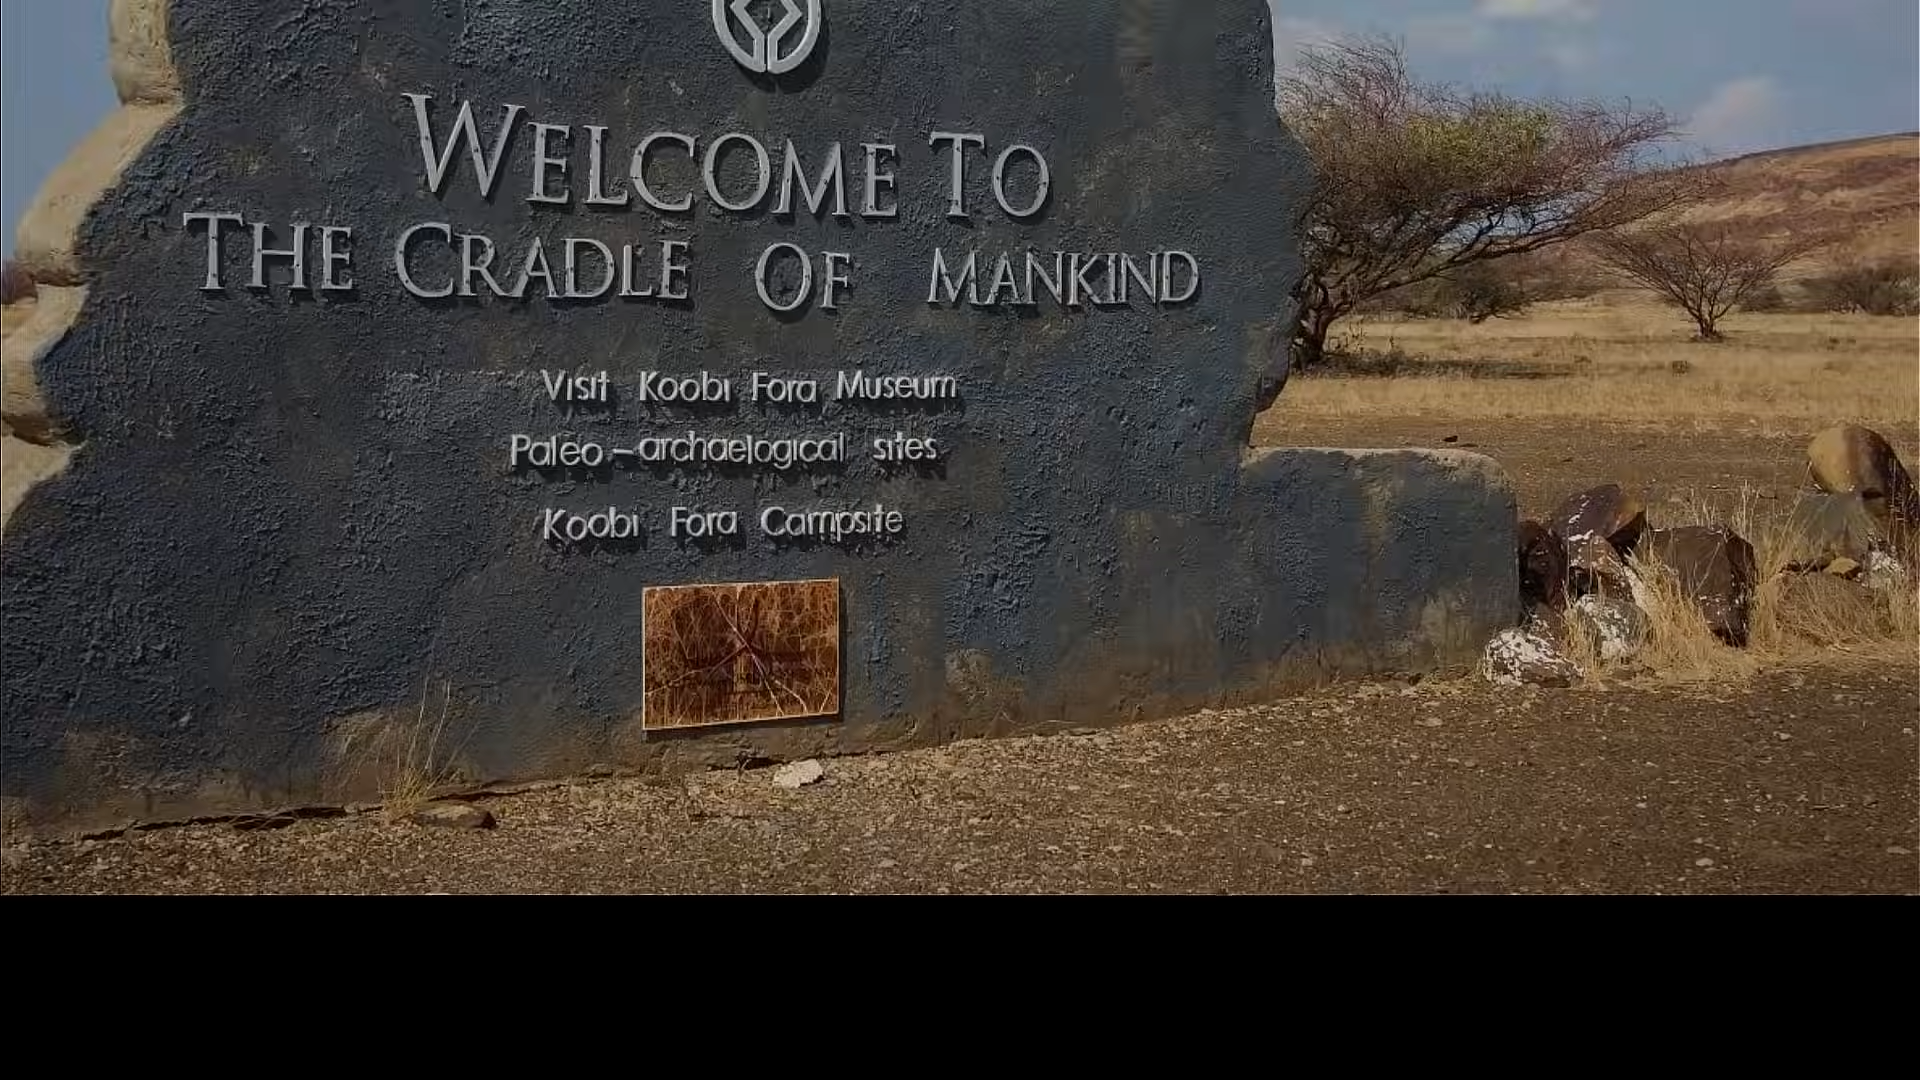 WELCOME TO
THE CRADLE OF MANKIND
Visit Koobi Fora Museum
Paleo-archaelogical sites
Koobi Fora Campsite